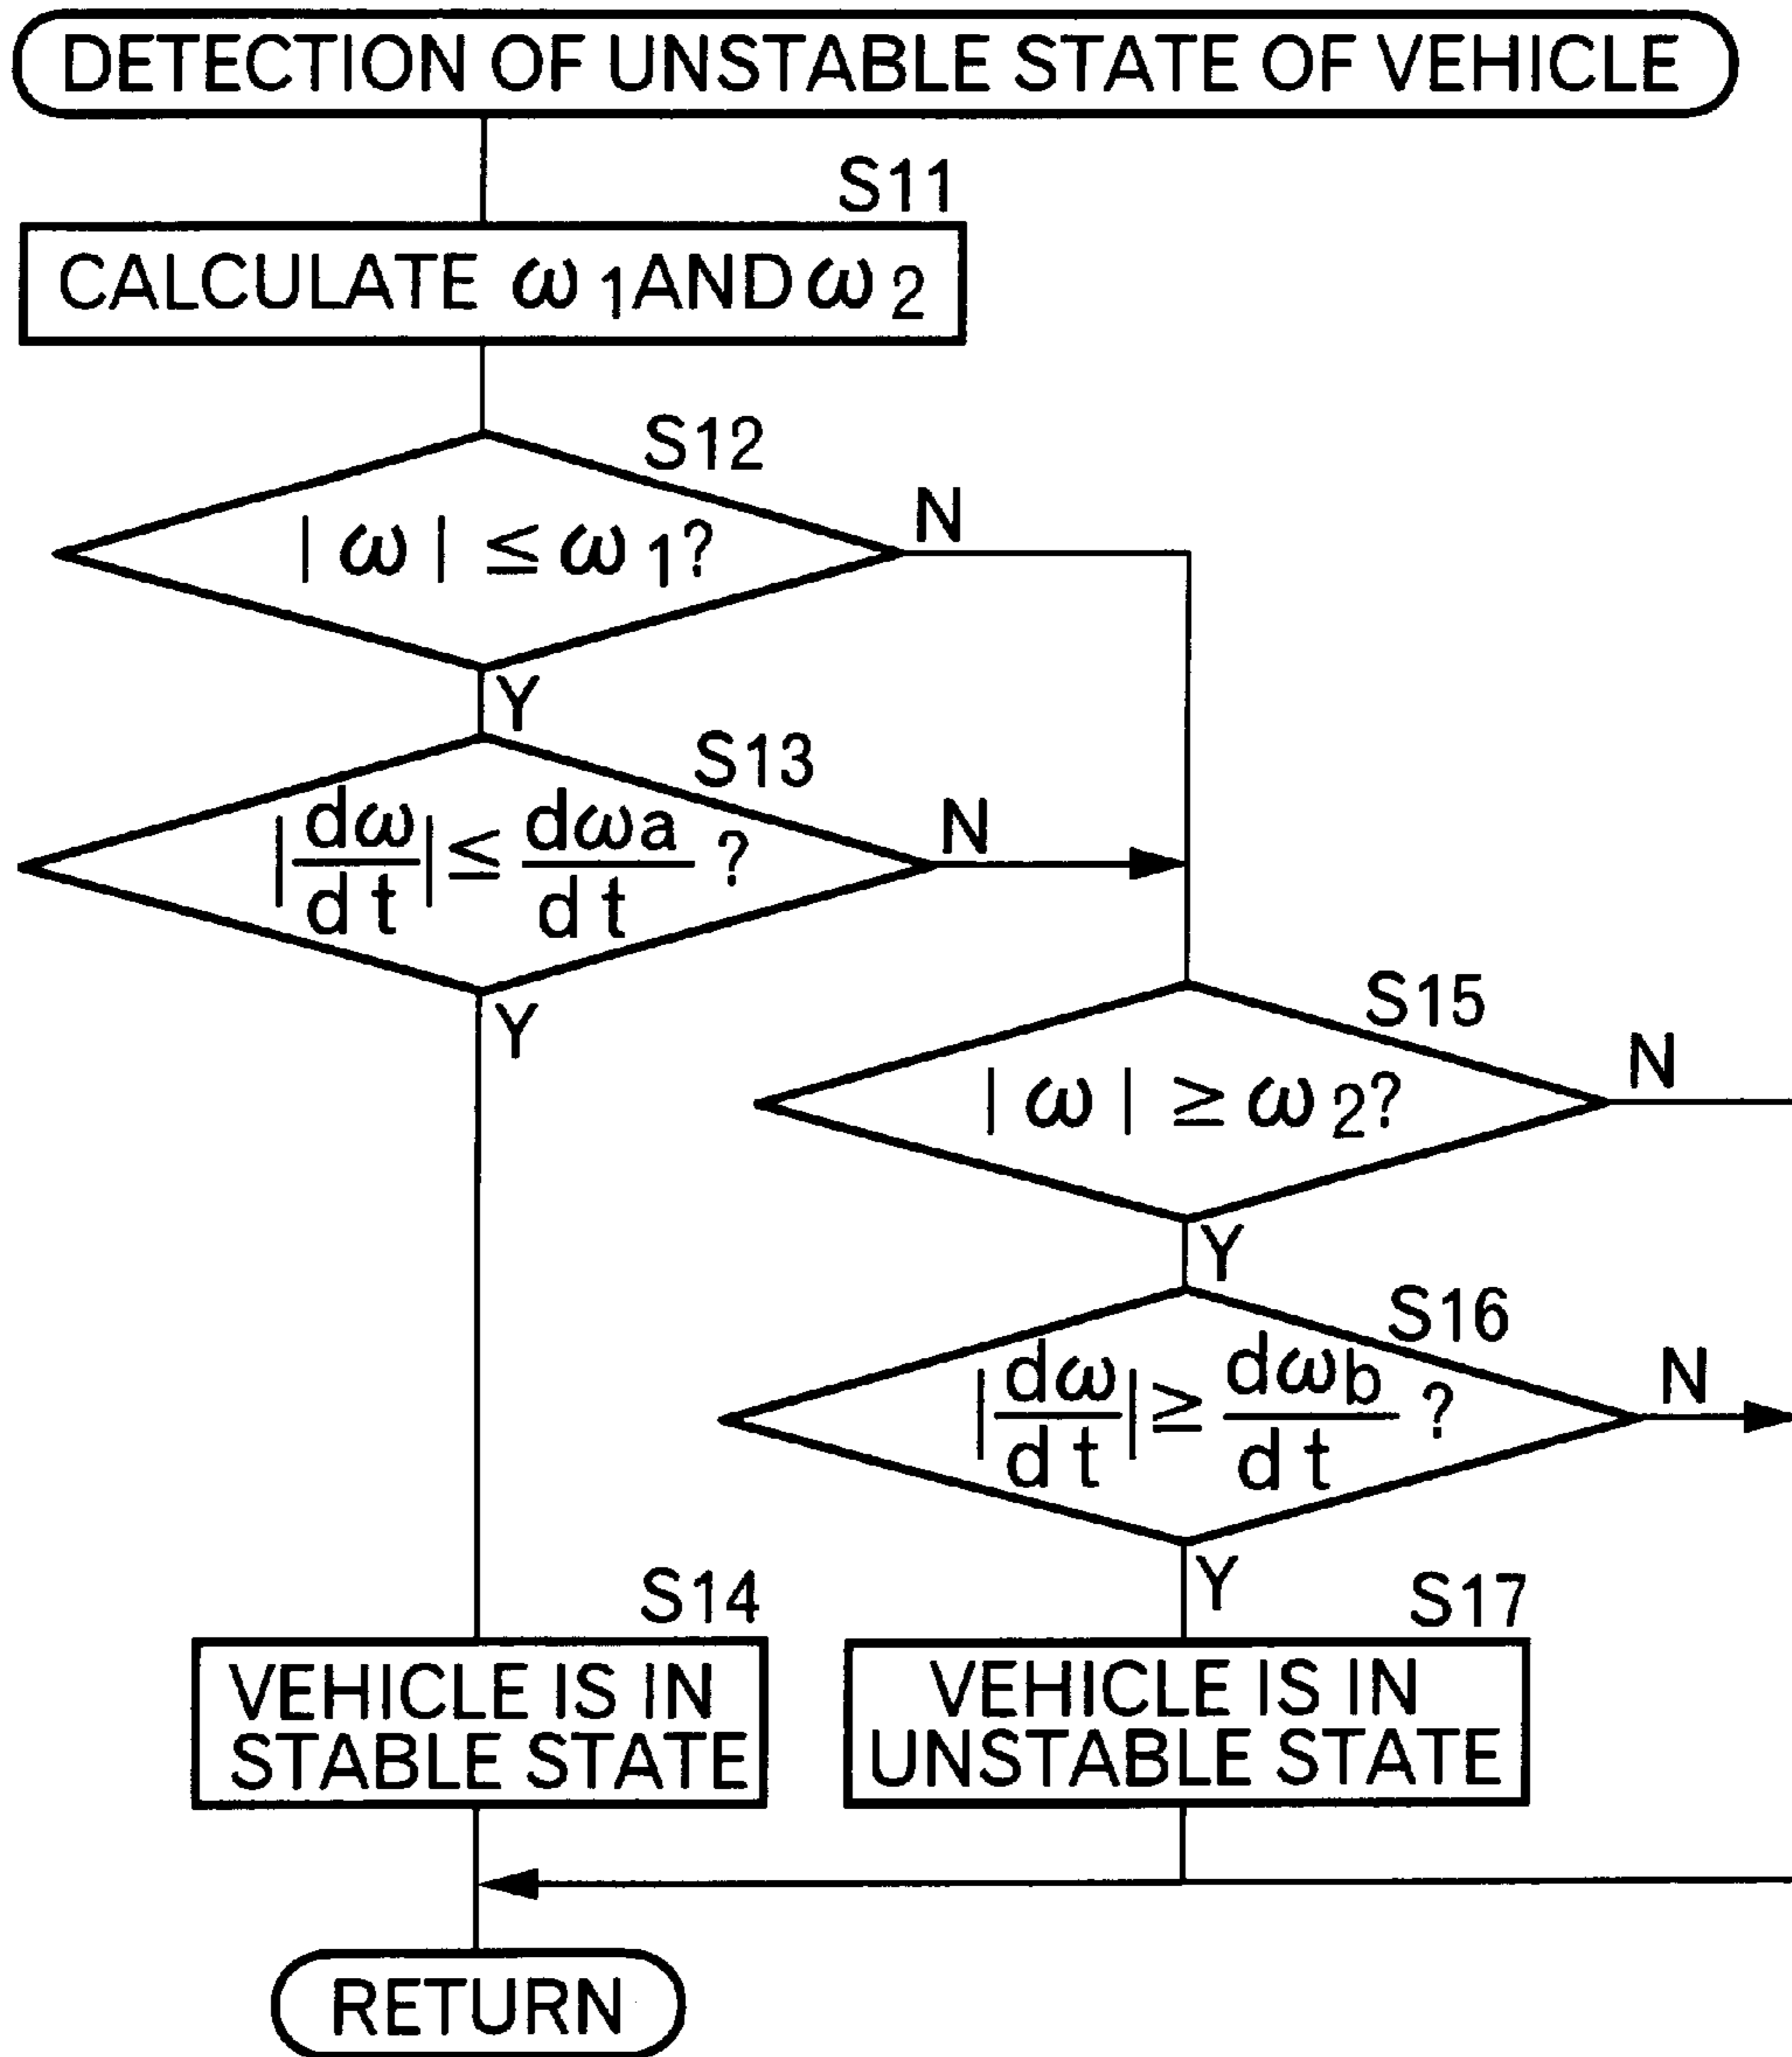 DETECTION OF UNSTABLE STATE OF VEHICLE
S11
CALCULATE ω1 AND ω2
S12
|ω| ≤ ω1?
N
Y
S13
|dω/dt| ≤ dωa/dt ?
N
Y
S15
|ω| ≥ ω2?
N
Y
S16
|dω/dt| ≥ dωb/dt ?
N
Y
S14
VEHICLE IS IN
STABLE STATE
S17
VEHICLE IS IN
UNSTABLE STATE
RETURN